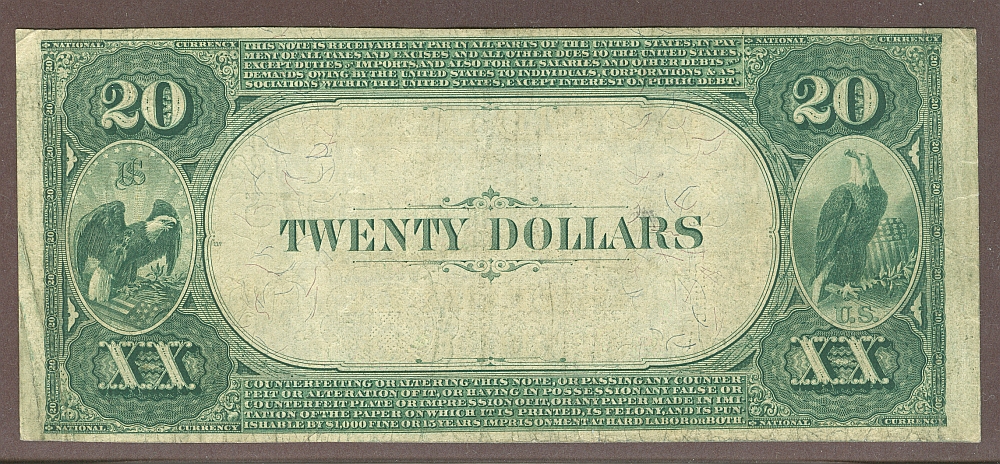 NATIONAL CURRENCY
THIS NOTE IS RECEIVABLE AT PAR IN ALL PARTS OF THE UNITED STATES, IN PAY
MENT OF ALL TAXES AND EXCISES AND ALL OTHER DUES TO THE UNITED STATES,
EXCEPT DUTIES ON IMPORTS, AND ALSO FOR ALL SALARIES AND OTHER DEBTS
DEMANDS OWING BY THE UNITED STATES TO INDIVIDUALS, CORPORATIONS & AS-
SOCIATIONS WITHIN THE UNITED STATES, EXCEPT INTEREST ON PUBLIC DEBT.
NATIONAL CURRENCY
20
20
US
TWENTY DOLLARS
U.S.
XX
XX
COUNTERFEITING OR ALTERING THIS NOTE, OR PASSING ANY COUNTER
FEIT OR ALTERATION OF IT, OR HAVING IN POSSESSION ANY FALSE OR
COUNTERFEIT PLATE OR IMPRESSION OF IT, OR ANY PAPER MADE IN IMI
TATION OF THE PAPER ON WHICH IT IS PRINTED, IS FELONY, AND IS PUN-
ISHABLE BY $1,000 FINE OR 15 YEARS IMPRISONMENT AT HARD LABOR OR BOTH.
NATIONAL CURRENCY
NATIONAL CURRENCY